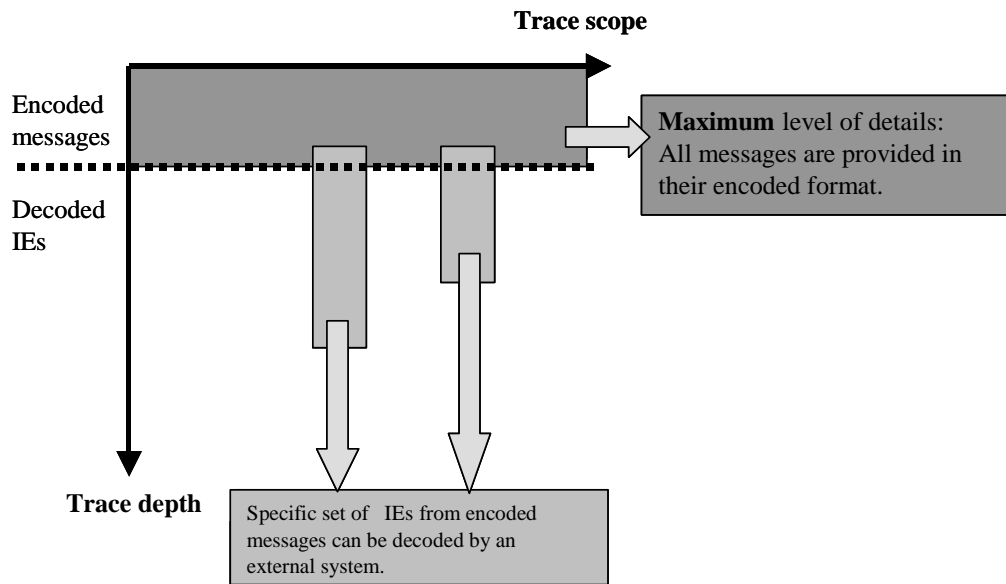 Trace scope
Encoded
messages
Maximum level of details:
All messages are provided in
their encoded format.
Decoded
IEs
Trace depth
Specific set of IEs from encoded
messages can be decoded by an
external system.